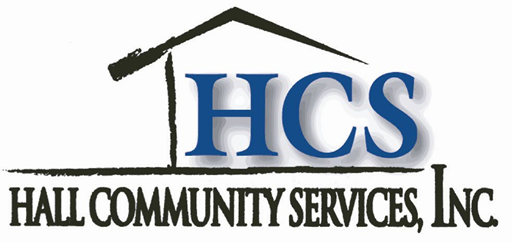 HCS
HALL COMMUNITY SERVICES, INC.